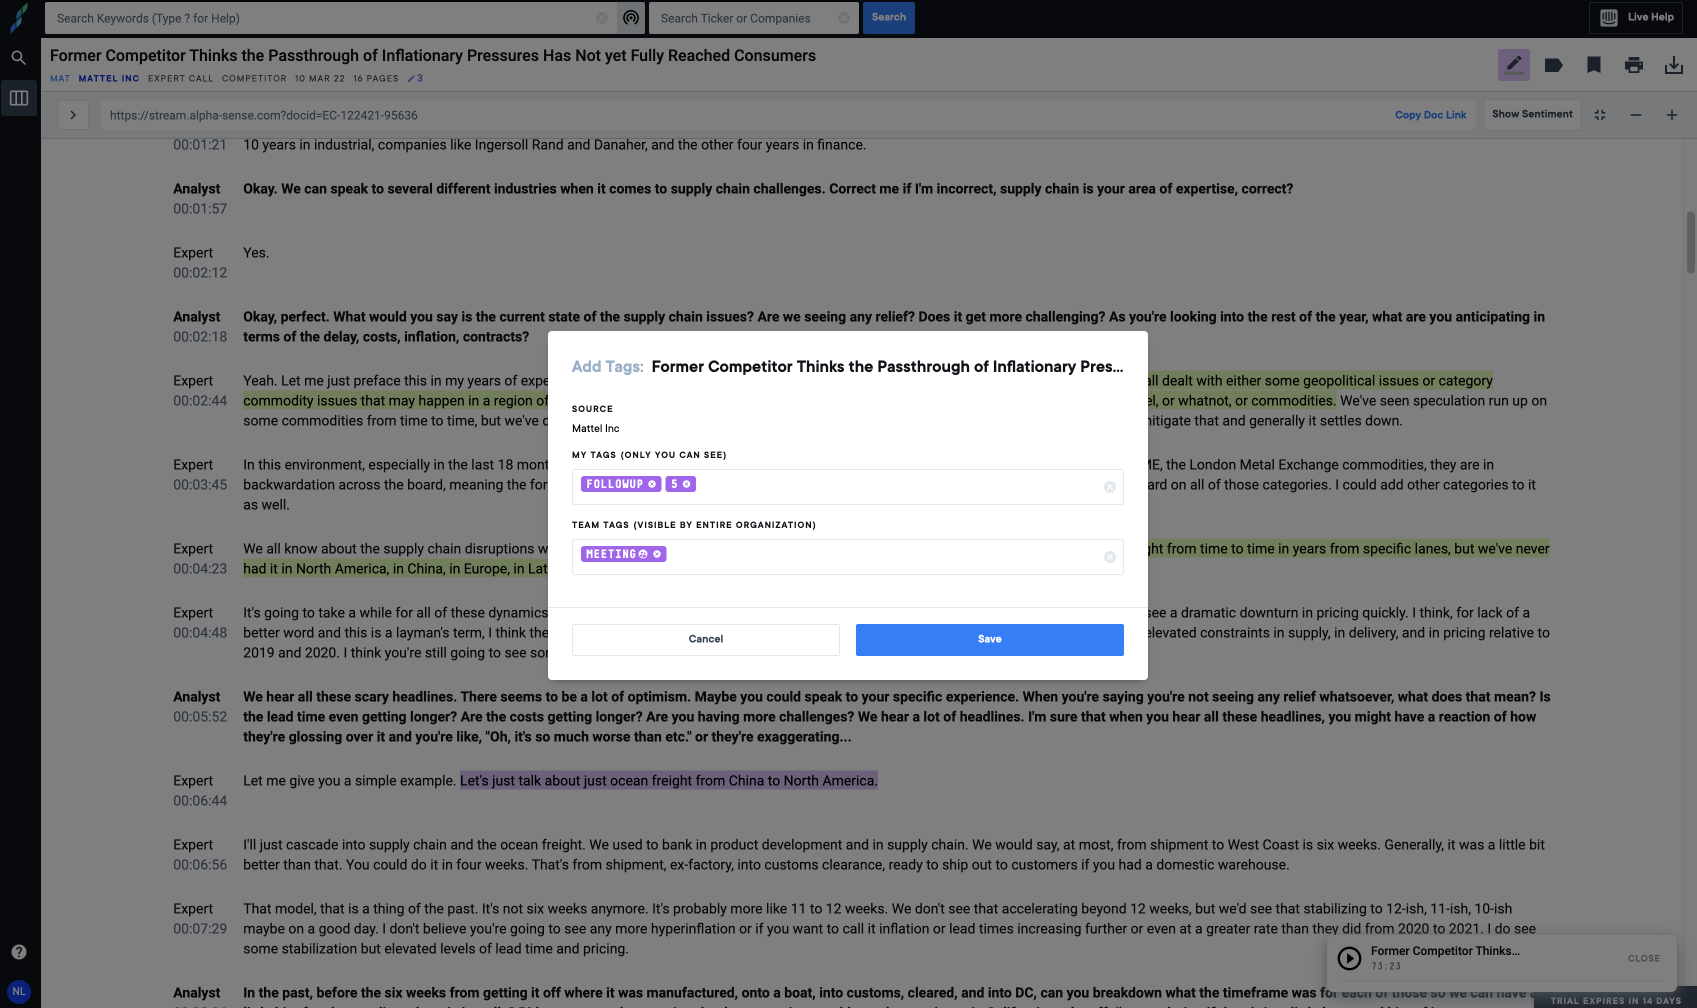 Search Keywords (Type ? for Help)
Search Ticker or Companies
Search
Live Help
Former Competitor Thinks the Passthrough of Inflationary Pressures Has Not yet Fully Reached Consumers
MAT MATTEL INC EXPERT CALL COMPETITOR 10 MAR 22 16 PAGES 3
https://stream.alpha-sense.com?docid=EC-122421-95636
Copy Doc Link
Show Sentiment
00:01:21 10 years in industrial, companies like Ingersoll Rand and Danaher, and the other four years in finance.
Analyst Okay. We can speak to several different industries when it comes to supply chain challenges. Correct me if I'm incorrect, supply chain is your area of expertise, correct?
00:01:57
Expert Yes.
00:02:12
Analyst Okay, perfect. What would you say is the current state of the supply chain issues? Are we seeing any relief? Does it get more challenging? As you're looking into the rest of the year, what are you anticipating in
00:02:18 terms of the delay, costs, inflation, contracts?
Expert Yeah. Let me just preface this in my years of expe
all dealt with either some geopolitical issues or category
00:02:44 commodity issues that may happen in a region of
el, or whatnot, or commodities. We've seen speculation run up on
some commodities from time to time, but we've
mitigate that and generally it settles down.
Expert In this environment, especially in the last 18 mont
ME, the London Metal Exchange commodities, they are in
00:03:45 backwardation across the board, meaning the for
ard on all of those categories. I could add other categories to it
as well.
Expert We all know about the supply chain disruptions w
ght from time to time in years from specific lanes, but we've never
00:04:23 had it in North America, in China, in Europe, in Lat
Expert It's going to take a while for all of these dynamics
see a dramatic downturn in pricing quickly. I think, for lack of a
00:04:48 better word and this is a layman's term, I think the
elevated constraints in supply, in delivery, and in pricing relative to
2019 and 2020. I think you're still going to see so
Add Tags: Former Competitor Thinks the Passthrough of Inflationary Pres...
SOURCE
Mattel Inc
MY TAGS (ONLY YOU CAN SEE)
FOLLOWUP 5
TEAM TAGS (VISIBLE BY ENTIRE ORGANIZATION)
MEETING
Cancel
Save
Analyst We hear all these scary headlines. There seems to be a lot of optimism. Maybe you could speak to your specific experience. When you're saying you're not seeing any relief whatsoever, what does that mean? Is
00:05:52 the lead time even getting longer? Are the costs getting longer? Are you having more challenges? We hear a lot of headlines. I'm sure that when you hear all these headlines, you might have a reaction of how
they're glossing over it and you're like, "Oh, it's so much worse than etc." or they're exaggerating...
Expert Let me give you a simple example. Let's just talk about just ocean freight from China to North America.
00:06:44
Expert I'll just cascade into supply chain and the ocean freight. We used to bank in product development and in supply chain. We would say, at most, from shipment to West Coast is six weeks. Generally, it was a little bit
00:06:56 better than that. You could do it in four weeks. That's from shipment, ex-factory, into customs clearance, ready to ship out to customers if you had a domestic warehouse.
Expert That model, that is a thing of the past. It's not six weeks anymore. It's probably more like 11 to 12 weeks. We don't see that accelerating beyond 12 weeks, but we'd see that stabilizing to 12-ish, 11-ish, 10-ish
00:07:29 maybe on a good day. I don't believe you're going to see any more hyperinflation or if you want to call it inflation or lead times increasing further or even at a greater rate than they did from 2020 to 2021. I do see
some stabilization but elevated levels of lead time and pricing.
Analyst In the past, before the six weeks from getting it off where it was manufactured, onto a boat, into customs, cleared, and into DC, can you breakdown what the timeframe was for each of those so we can have
Former Competitor Thinks...
73:23
CLOSE
NL
TRIAL EXPIRES IN 14 DAYS